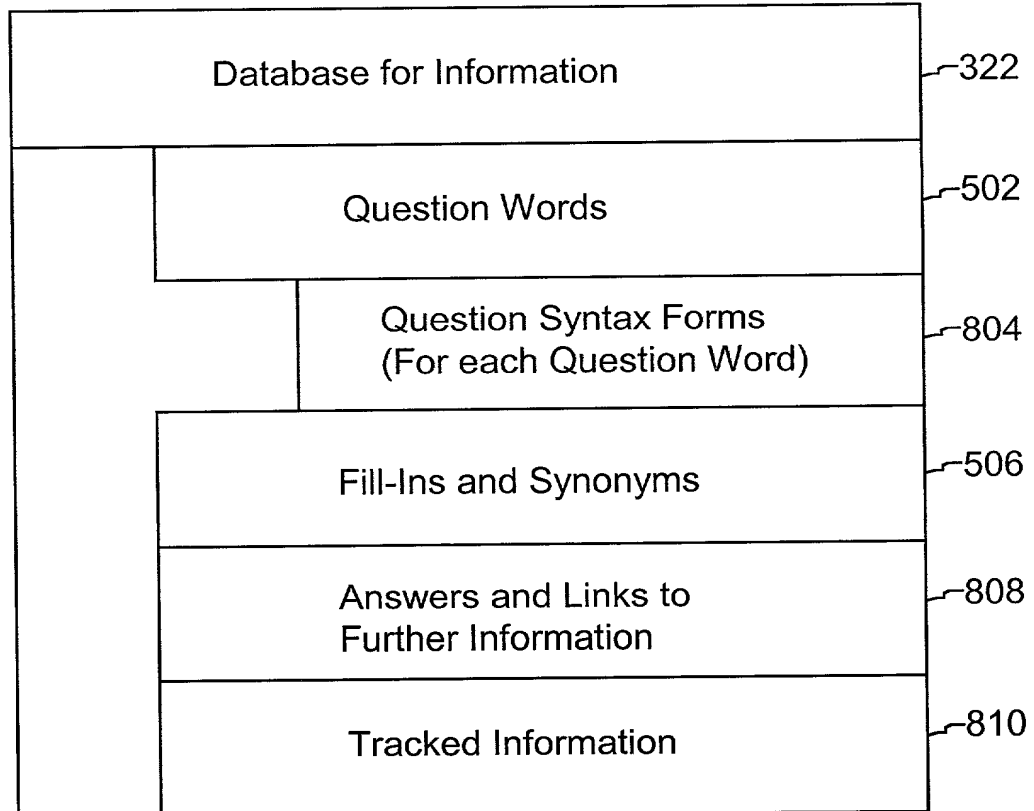 Database for Information
322
Question Words
502
Question Syntax Forms
(For each Question Word)
804
Fill-Ins and Synonyms
506
Answers and Links to
Further Information
808
Tracked Information
810